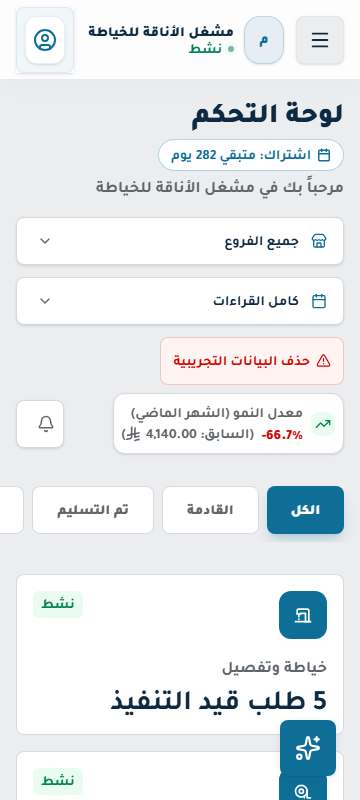 م
مشغل الأناقة للخياطة
نشط
لوحة التحكم
اشتراك: متبقي 282 يوم
مرحباً بك في مشغل الأناقة للخياطة
جميع الفروع
كامل القراءات
حذف البيانات التجريبية
معدل النمو (الشهر الماضي)
-66.7% (السابق: 4,140.00 ⃁)
الكل
القادمة
تم التسليم
نشط
خياطة وتفصيل
5 طلب قيد التنفيذ
نشط